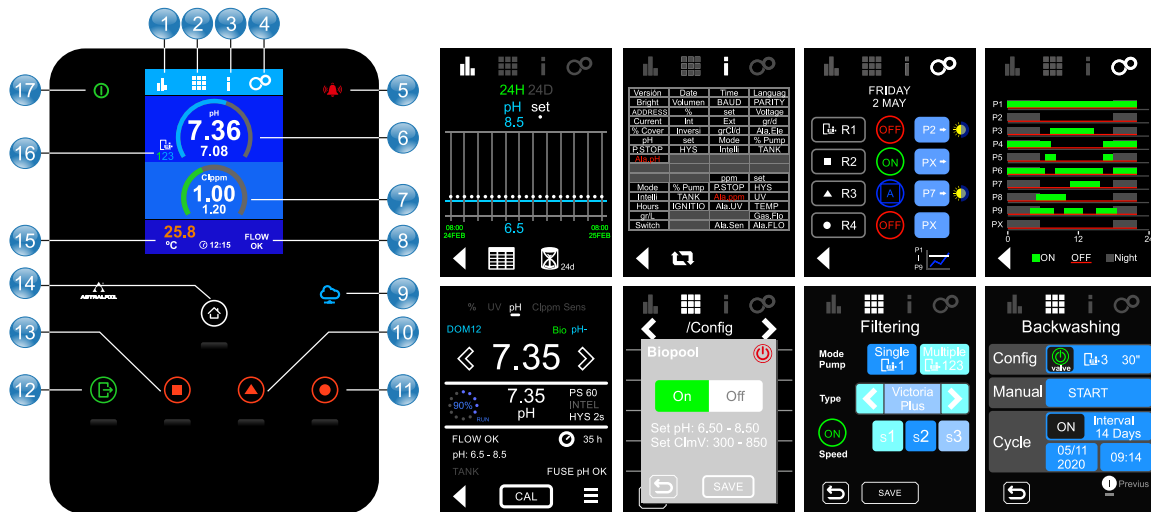 1 2 3 4
17
5
pH
7.36
7.08
6
16
123
Clppm
1.00
1.20
7
15
25.8
ºC
12:15
FLOW
OK
8
14
ASTRALPOOL
9
13
10
12
11
24H 24D
pH set
8.5
6.5
08:00
24FEB
08:00
25FEB
24d
Versión Date Time Languag
Bright Volumen BAUD PARITY
ADDRESS % set Voltage
Current Int Ext gr/d
% Cover Inversi grCl/d Ala.Ele
pH set Mode % Pump
P.STOP HYS Intelli TANK
Ala.pH
ppm set
Mode % Pump P.STOP HYS
Intelli TANK Ala.ppm UV
Hours IGNITIO Ala.UV TEMP
gr/L Gas.Flo
Switch Ala.Sen Ala.FLO
FRIDAY
2 MAY
R1 OFF P2
R2 ON PX
R3 A P7
R4 OFF PX
P1
P9
P1
P2
P3
P4
P5
P6
P7
P8
P9
PX
0 12 24
ON OFF Night
% UV pH Clppm Sens
DOM12 Bio pH-
7.35
90%
RUN
7.35
pH
PS 60
INTEL
HYS 2s
FLOW OK 35 h
pH: 6.5 - 8.5
TANK FUSE pH OK
CAL
/Config
Biopool
On Off
Set pH: 6,50 - 8,50
Set ClmV: 300 - 850
SAVE
Filtering
Mode
Pump
Single
1
Multiple
123
Type
Victoria
Plus
ON
Speed
s1 s2 s3
SAVE
Backwashing
Config valve 3 30"
Manual START
Cycle ON Interval
14 Days
05/11
2020
09:14
Previus